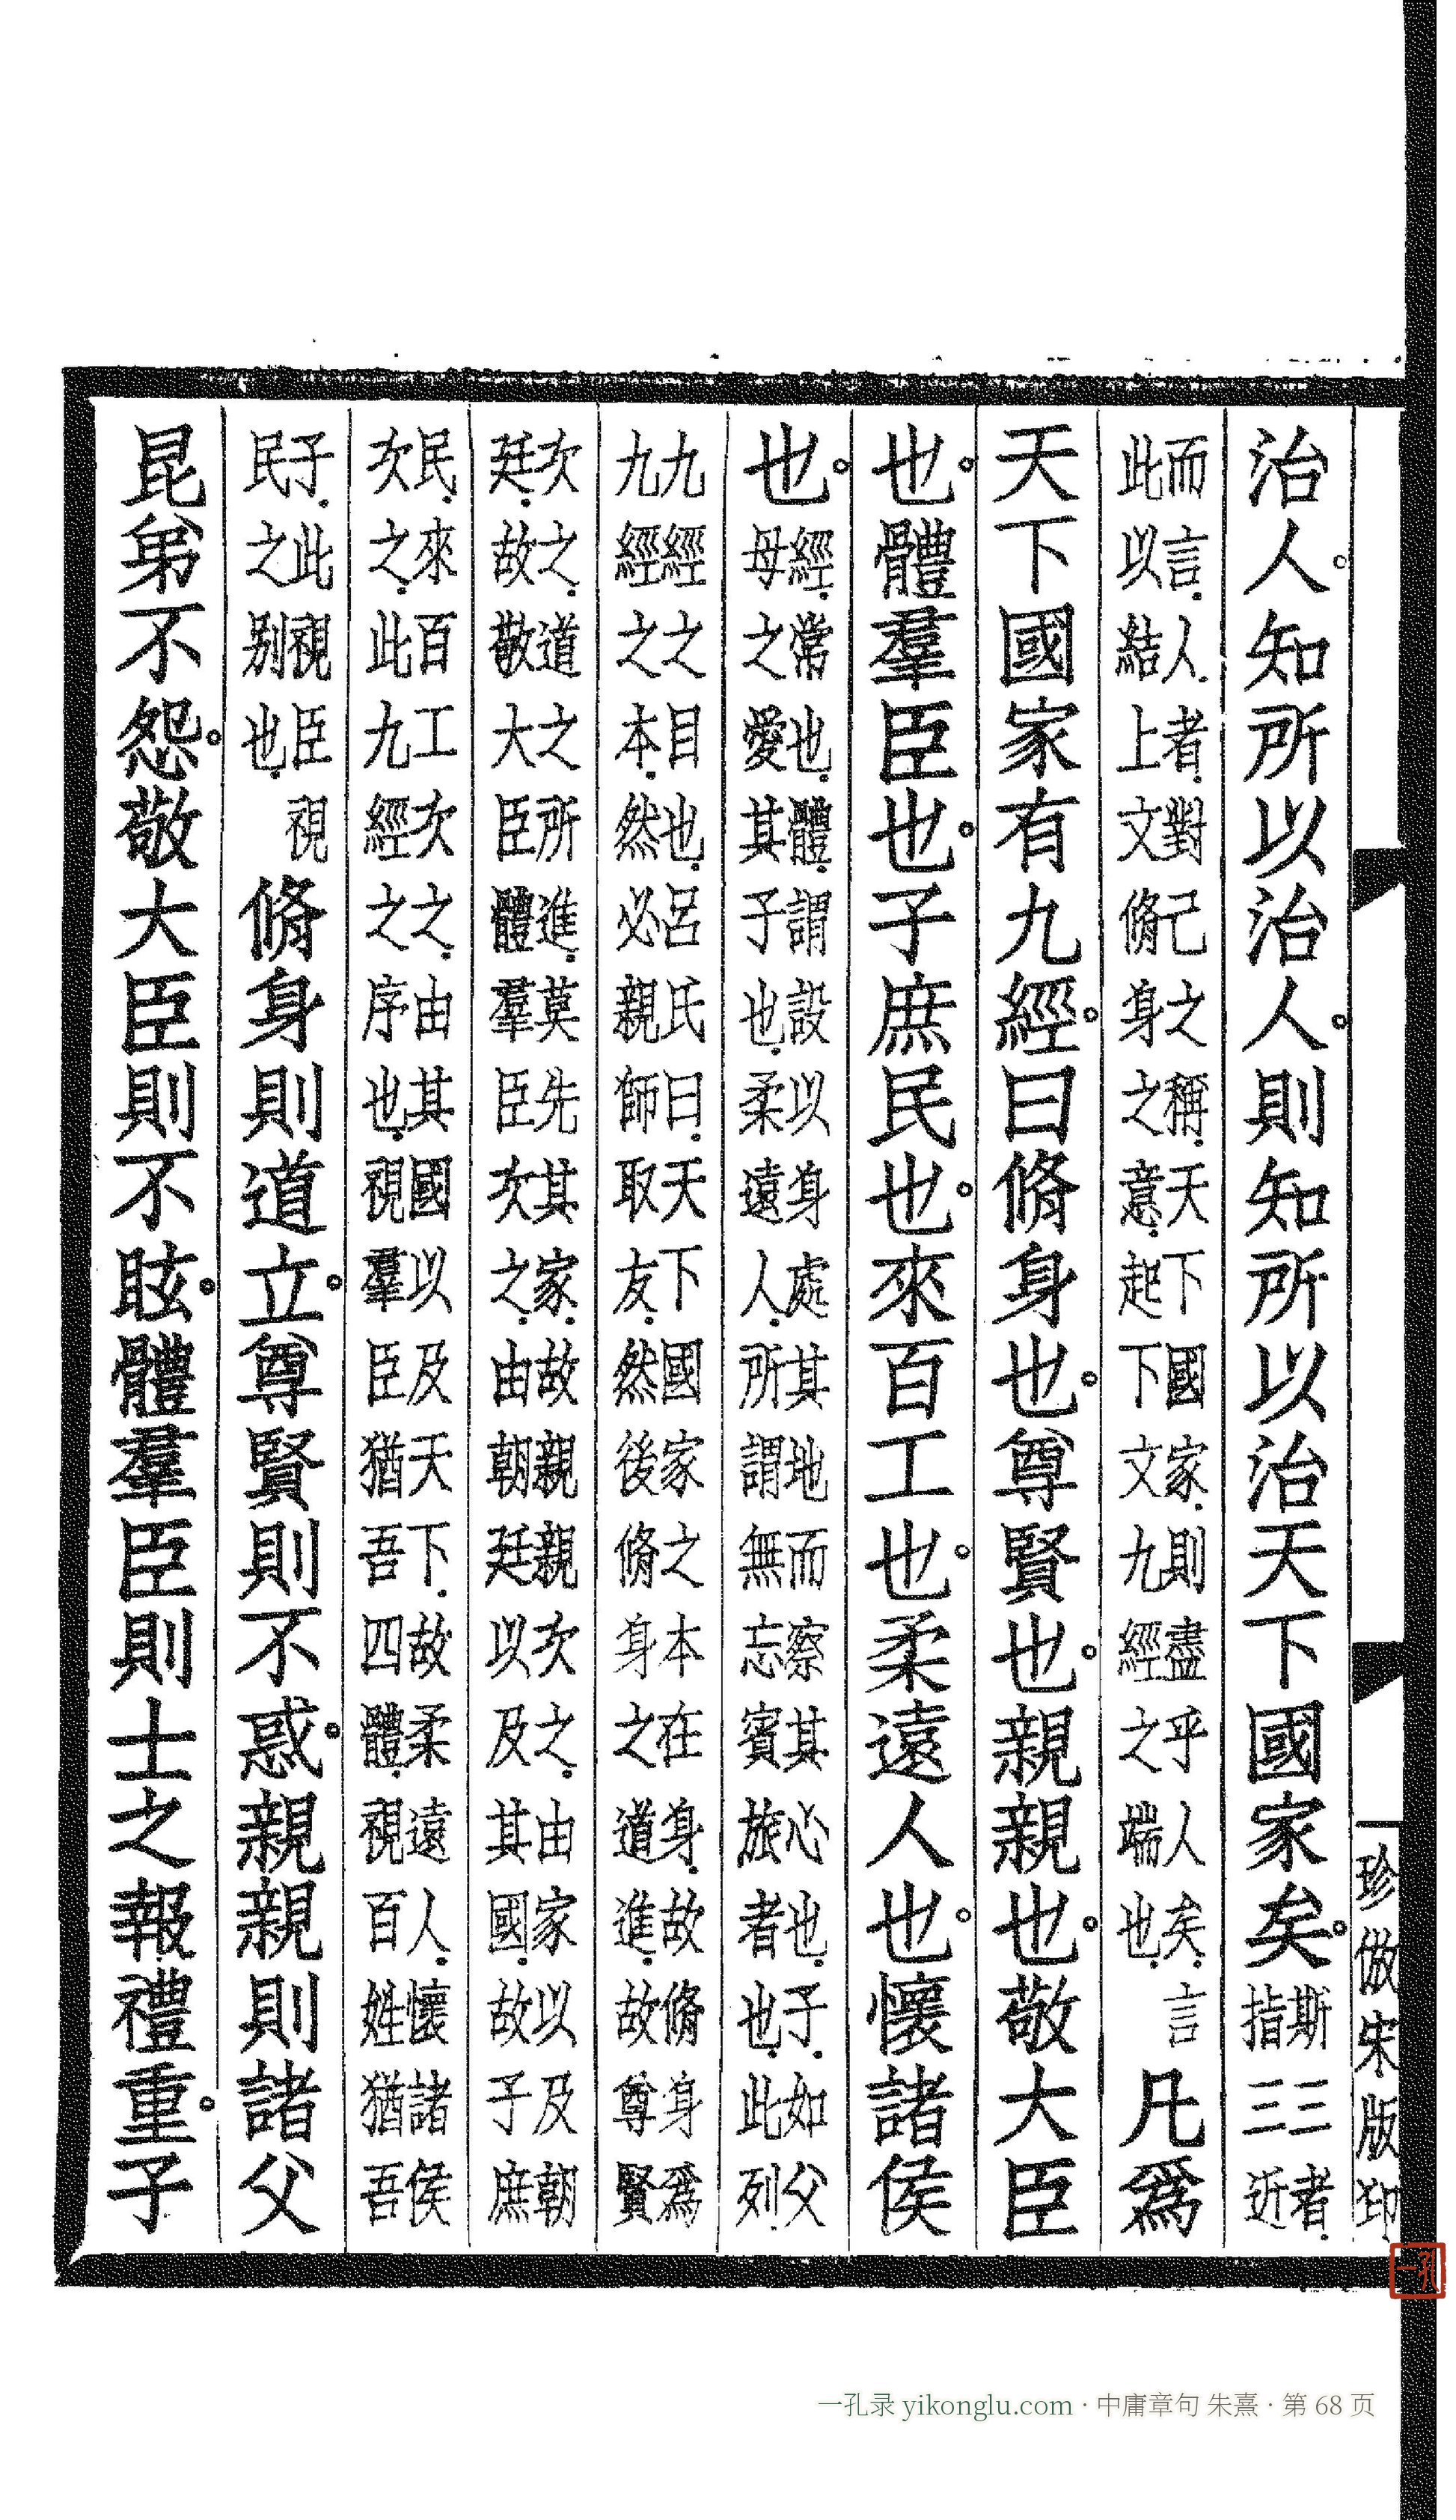 珍倣宋版印
治人。知所以治人。則知所以治天下國家矣。斯三者.指三近
而言.人者.對己之稱.天下國家.則盡乎人矣.言此以結上文脩身之意.起下文九經之端也.凡爲
天下國家有九經。曰脩身也。尊賢也。親親也。敬大臣
也。體羣臣也。子庶民也。來百工也。柔遠人也。懷諸侯
也。經.常也.體.謂設以身處其地而察其心也.子.如父母之愛其子也.柔遠人.所謂無忘賓旅者也.此列
九經之目也.呂氏曰.天下國家之本在身.故脩身爲九經之本.然必親師取友.然後脩身之道進.故尊賢
次之.道之所進.莫先其家.故親親次之.由家以及朝廷.故敬大臣體羣臣次之.由朝廷以及其國.故子庶
民.來百工次之.由其國以及天下.故柔遠人.懷諸侯次之.此九經之序也.視羣臣猶吾四體.視百姓猶吾
子.此視臣視民之别也.脩身則道立。尊賢則不惑。親親則諸父
昆弟不怨。敬大臣則不眩。體羣臣則士之報禮重。子
一孔
一孔录 yikonglu.com · 中庸章句 朱熹 · 第 68 页